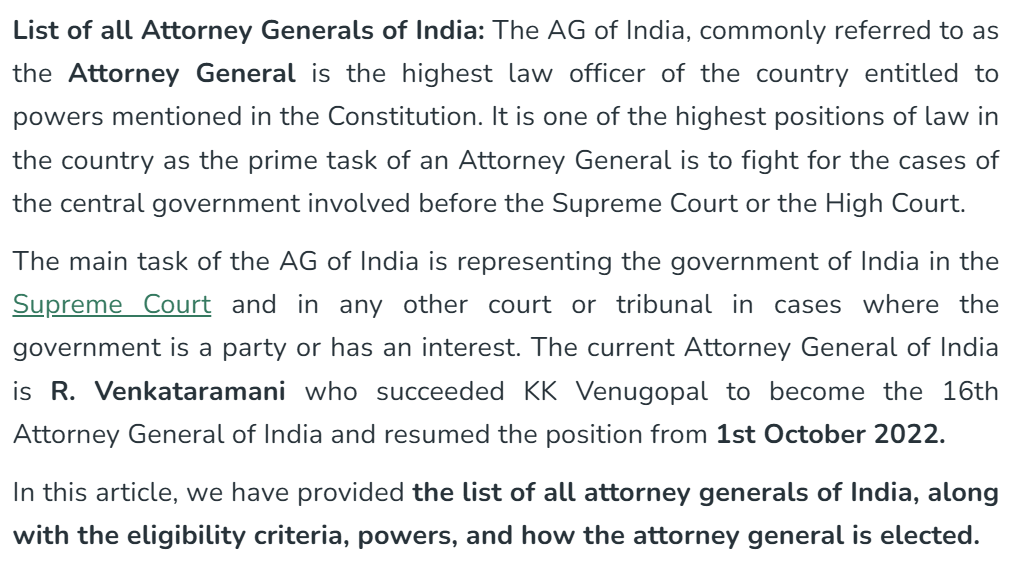 List of all Attorney Generals of India: The AG of India, commonly referred to as
the Attorney General is the highest law officer of the country entitled to
powers mentioned in the Constitution. It is one of the highest positions of law in
the country as the prime task of an Attorney General is to fight for the cases of
the central government involved before the Supreme Court or the High Court.
The main task of the AG of India is representing the government of India in the
Supreme Court and in any other court or tribunal in cases where the
government is a party or has an interest. The current Attorney General of India
is R. Venkataramani who succeeded KK Venugopal to become the 16th
Attorney General of India and resumed the position from 1st October 2022.
In this article, we have provided the list of all attorney generals of India, along
with the eligibility criteria, powers, and how the attorney general is elected.